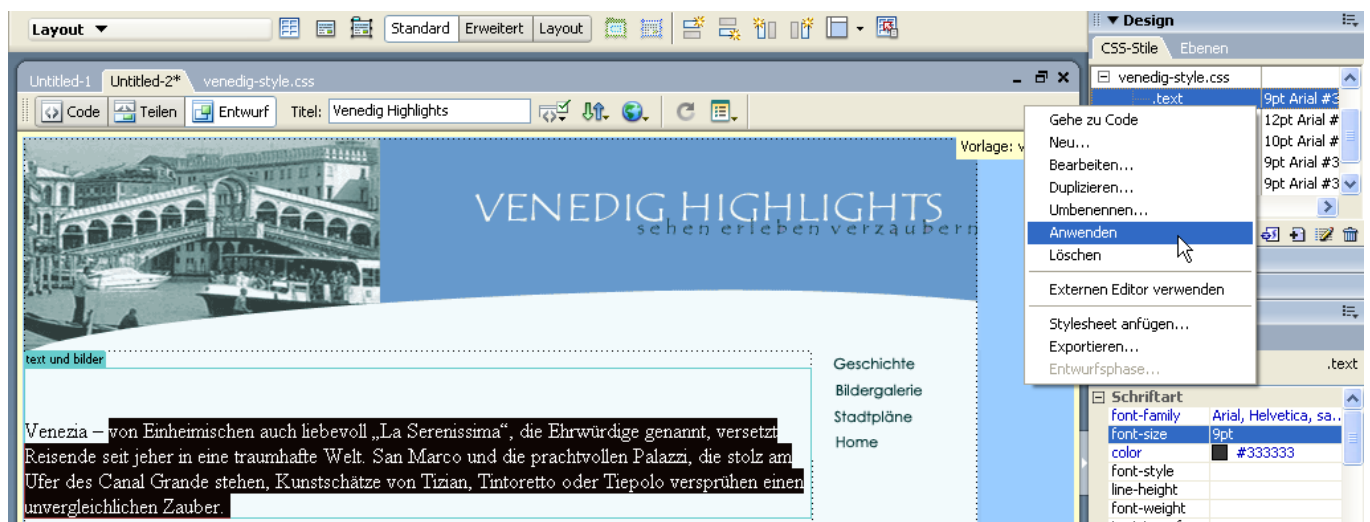 Layout
Standard Erweitert Layout
Untitled-1 Untitled-2* venedig-style.css
Code Teilen Entwurf Titel: Venedig Highlights
Vorlage: v
VENEDIG HIGHLIGHTS
sehen erleben verzaubern
text und bilder
Venezia – von Einheimischen auch liebevoll „La Serenissima“, die Ehrwürdige genannt, versetzt
Reisende seit jeher in eine traumhafte Welt. San Marco und die prachtvollen Palazzi, die stolz am
Ufer des Canal Grande stehen, Kunstschätze von Tizian, Tintoretto oder Tiepolo versprühen einen
unvergleichlichen Zauber.
Geschichte
Bildergalerie
Stadtpläne
Home
Gehe zu Code
Neu...
Bearbeiten...
Duplizieren...
Umbenennen...
Anwenden
Löschen
Externen Editor verwenden
Stylesheet anfügen...
Exportieren...
Entwurfsphase...
Design
CSS-Stile Ebenen
venedig-style.css
.text 9pt Arial #3
12pt Arial #
10pt Arial #
9pt Arial #3
9pt Arial #3
.text
Schriftart
font-family Arial, Helvetica, sa..
font-size 9pt
color #333333
font-style
line-height
font-weight